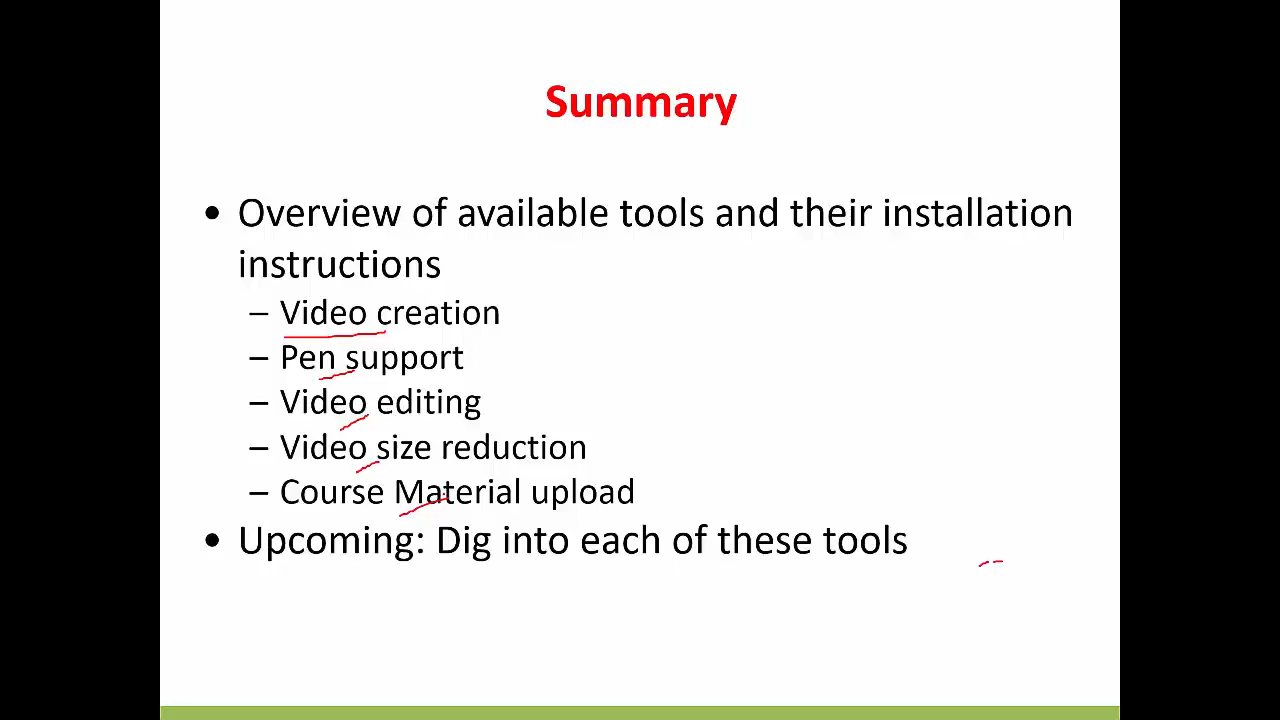 Summary
• Overview of available tools and their installation
instructions
– Video creation
– Pen support
– Video editing
– Video size reduction
– Course Material upload
• Upcoming: Dig into each of these tools